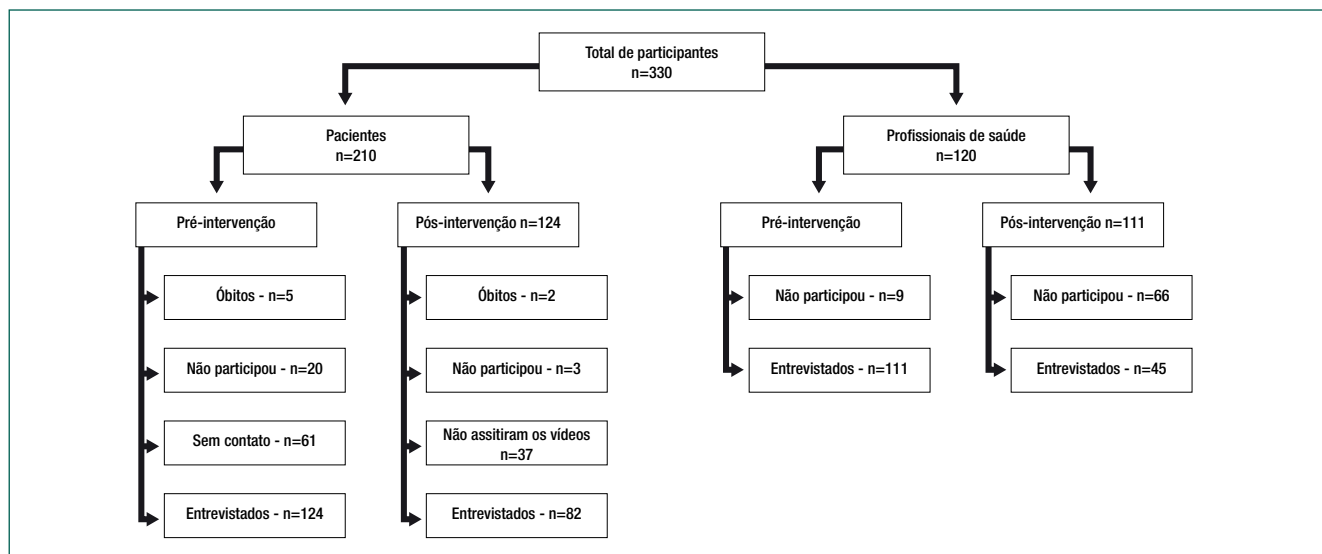 Total de participantes
n=330
Pacientes
n=210
Profissionais de saúde
n=120
Pré-intervenção
Pós-intervenção n=124
Pré-intervenção
Pós-intervenção n=111
Óbitos - n=5
Óbitos - n=2
Não participou - n=9
Não participou - n=66
Não participou - n=20
Não participou - n=3
Entrevistados - n=111
Entrevistados - n=45
Sem contato - n=61
Não assitiram os vídeos
n=37
Entrevistados - n=124
Entrevistados - n=82